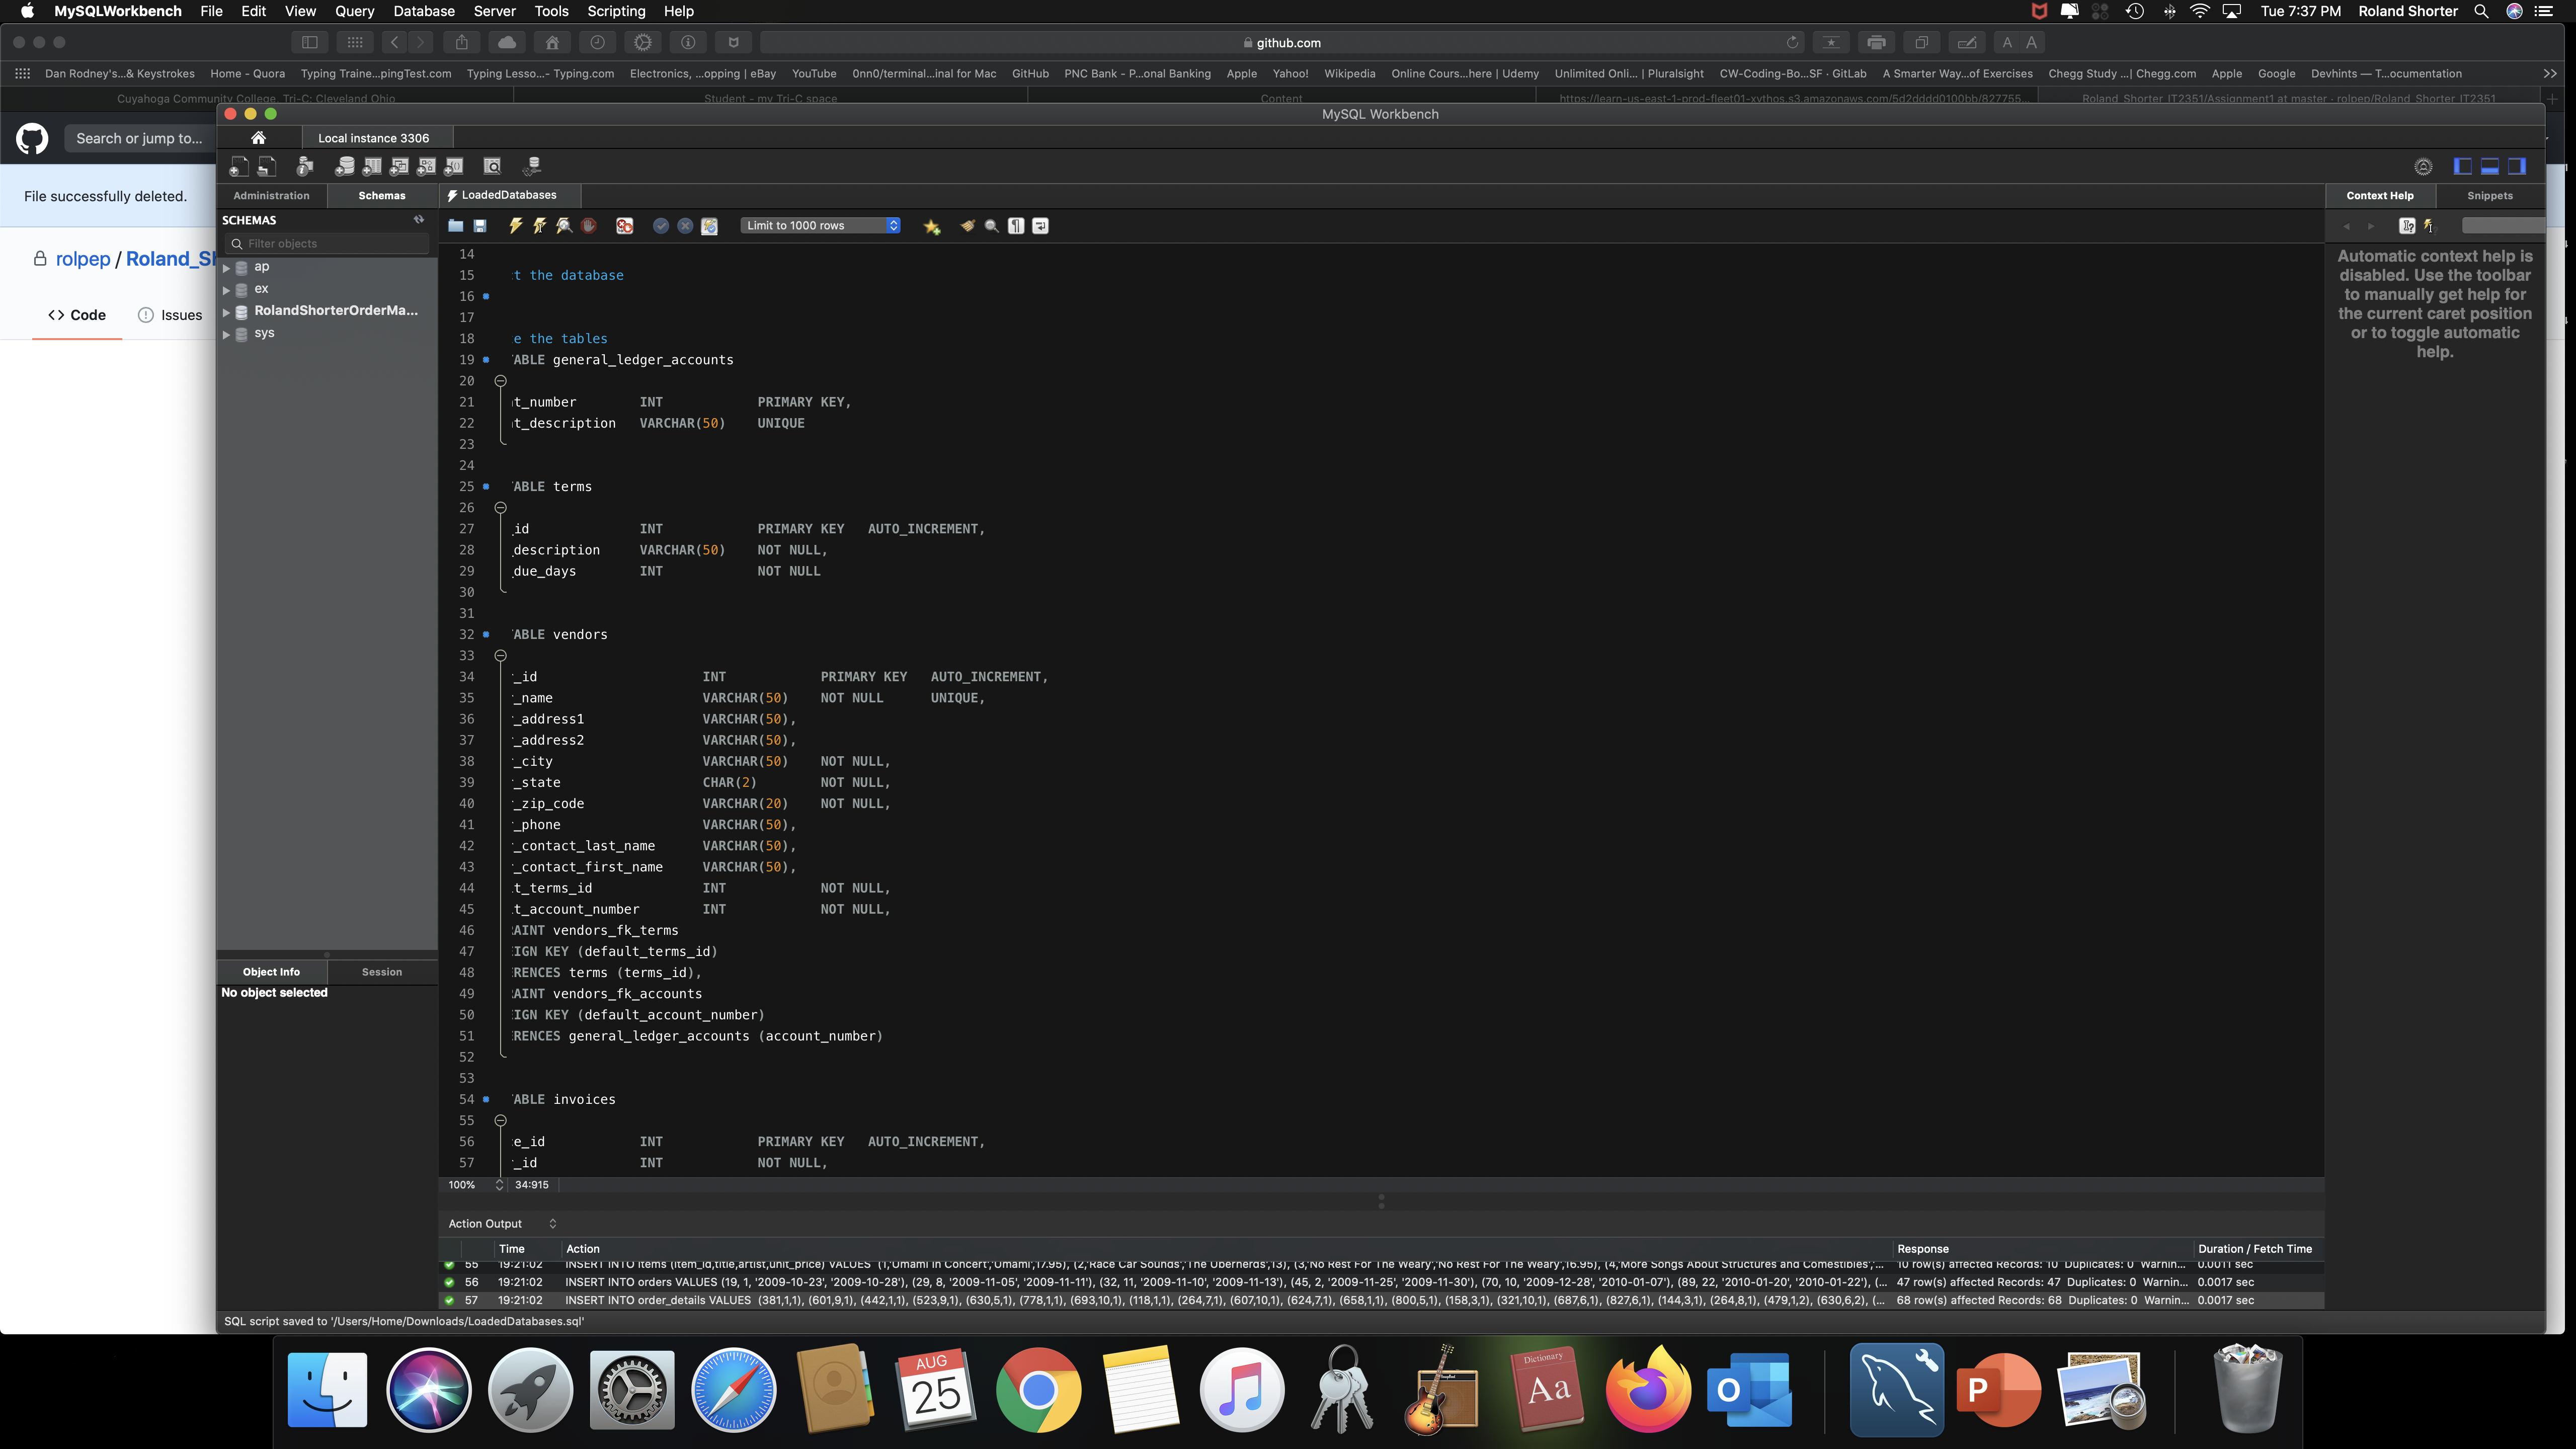 MySQLWorkbench File Edit View Query Database Server Tools Scripting Help Tue 7:37 PM Roland Shorter
github.com
Dan Rodney's...& Keystrokes Home - Quora Typing Traine...pingTest.com Typing Lesso...- Typing.com Electronics, ...opping | eBay YouTube 0nn0/terminal...inal for Mac GitHub PNC Bank - P...onal Banking Apple Yahoo! Wikipedia Online Cours...here | Udemy Unlimited Onli... | Pluralsight CW-Coding-Bo...SF · GitLab A Smarter Way...of Exercises Chegg Study ...| Chegg.com Apple Google Devhints — T...ocumentation >>
Cuyahoga Community College, Tri-C: Cleveland Ohio Student - my Tri-C space Content https://learn-us-east-1-prod-fleet01-xythos.s3.amazonaws.com/5d2dddd0100bb/827755... Roland_Shorter_IT2351/Assignment1 at master · rolpep/Roland_Shorter_IT2351
MySQL Workbench
Search or jump to...
Local instance 3306
File successfully deleted.
Administration Schemas LoadedDatabases Context Help Snippets
SCHEMAS
Limit to 1000 rows
Filter objects
rolpep / Roland_Sh
Code Issues
ap
ex
RolandShorterOrderMa...
sys
Automatic context help is
disabled. Use the toolbar
to manually get help for
the current caret position
or to toggle automatic
help.
14
15 t the database
16
17
18 e the tables
19 TABLE general_ledger_accounts
20
21 t_number INT PRIMARY KEY,
22 t_description VARCHAR(50) UNIQUE
23
24
25 TABLE terms
26
27 _id INT PRIMARY KEY AUTO_INCREMENT,
28 _description VARCHAR(50) NOT NULL,
29 _due_days INT NOT NULL
30
31
32 TABLE vendors
33
34 _id INT PRIMARY KEY AUTO_INCREMENT,
35 _name VARCHAR(50) NOT NULL UNIQUE,
36 _address1 VARCHAR(50),
37 _address2 VARCHAR(50),
38 _city VARCHAR(50) NOT NULL,
39 _state CHAR(2) NOT NULL,
40 _zip_code VARCHAR(20) NOT NULL,
41 _phone VARCHAR(50),
42 _contact_last_name VARCHAR(50),
43 _contact_first_name VARCHAR(50),
44 t_terms_id INT NOT NULL,
45 t_account_number INT NOT NULL,
46 RAINT vendors_fk_terms
47 IGN KEY (default_terms_id)
48 RENCES terms (terms_id),
49 RAINT vendors_fk_accounts
50 IGN KEY (default_account_number)
51 RENCES general_ledger_accounts (account_number)
52
53
54 TABLE invoices
55
56 e_id INT PRIMARY KEY AUTO_INCREMENT,
57 _id INT NOT NULL,
Object Info Session
No object selected
100% 34:915
Action Output
Time Action Response Duration / Fetch Time
55 19:21:02 INSERT INTO items (item_id,title,artist,unit_price) VALUES (1,'Umami In Concert','Umami',17.95), (2,'Race Car Sounds','The Ubernerds',13), (3,'No Rest For The Weary','No Rest For The Weary',16.95), (4,'More Songs About Structures and Comestibles','... 10 row(s) affected Records: 10 Duplicates: 0 Warnin... 0.0011 sec
56 19:21:02 INSERT INTO orders VALUES (19, 1, '2009-10-23', '2009-10-28'), (29, 8, '2009-11-05', '2009-11-11'), (32, 11, '2009-11-10', '2009-11-13'), (45, 2, '2009-11-25', '2009-11-30'), (70, 10, '2009-12-28', '2010-01-07'), (89, 22, '2010-01-20', '2010-01-22'), (... 47 row(s) affected Records: 47 Duplicates: 0 Warnin... 0.0017 sec
57 19:21:02 INSERT INTO order_details VALUES (381,1,1), (601,9,1), (442,1,1), (523,9,1), (630,5,1), (778,1,1), (693,10,1), (118,1,1), (264,7,1), (607,10,1), (624,7,1), (658,1,1), (800,5,1), (158,3,1), (321,10,1), (687,6,1), (827,6,1), (144,3,1), (264,8,1), (479,1,2), (630,6,2), (... 68 row(s) affected Records: 68 Duplicates: 0 Warnin... 0.0017 sec
SQL script saved to '/Users/Home/Downloads/LoadedDatabases.sql'
AUG
25
Dictionary
Aa
O
P